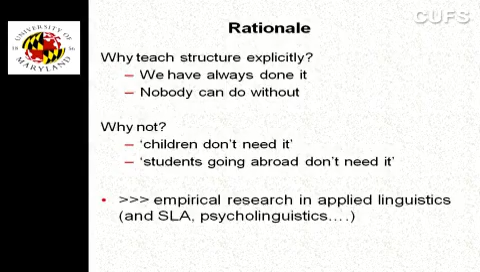 CUFS
Rationale
UNIVERSITY OF
18 56
MARYLAND
Why teach structure explicitly?
– We have always done it
– Nobody can do without
Why not?
– ‘children don’t need it’
– ‘students going abroad don’t need it’
• >>> empirical research in applied linguistics
(and SLA, psycholinguistics….)